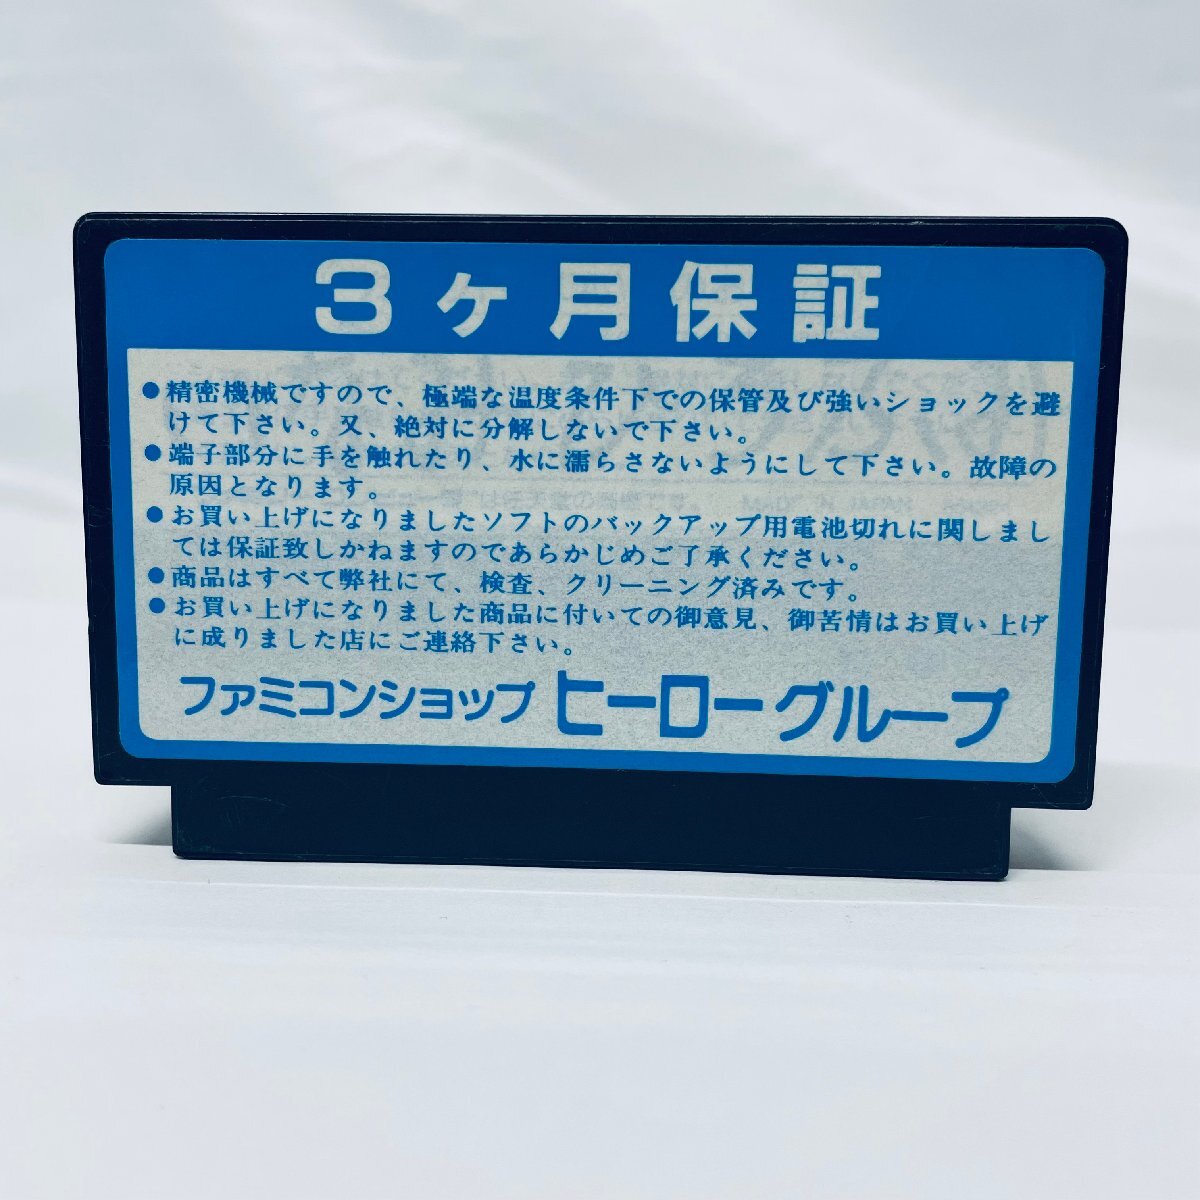 3ヶ月保証
●精密機械ですので、極端な温度条件下での保管及び強いショックを避
けて下さい。又、絶対に分解しないで下さい。
●端子部分に手を触れたり、水に濡らさないようにして下さい。故障の
原因となります。
●お買い上げになりましたソフトのバックアップ用電池切れに関しまし
ては保証致しかねますのであらかじめご了承ください。
●商品はすべて弊社にて、検査、クリーニング済みです。
●お買い上げになりました商品に付いての御意見、御苦情はお買い上げ
に成りました店にご連絡下さい。
ファミコンショップ ヒーローグループ